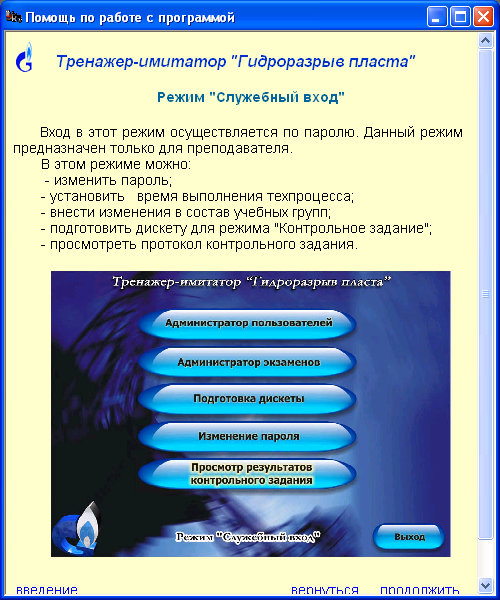 Помощь по работе с программой
Тренажер-имитатор "Гидроразрыв пласта"
Режим "Служебный вход"
Вход в этот режим осуществляется по паролю. Данный режим
предназначен только для преподавателя.
В этом режиме можно:
- изменить пароль;
- установить время выполнения техпроцесса;
- внести изменения в состав учебных групп;
- подготовить дискету для режима "Контрольное задание";
- просмотреть протокол контрольного задания.
Тренажер-имитатор "Гидроразрыв пласта"
Администратор пользователей
Администратор экзаменов
Подготовка дискеты
Изменение пароля
Просмотр результатов
контрольного задания
Режим "Служебный вход"
Выход
введение вернуться продолжить